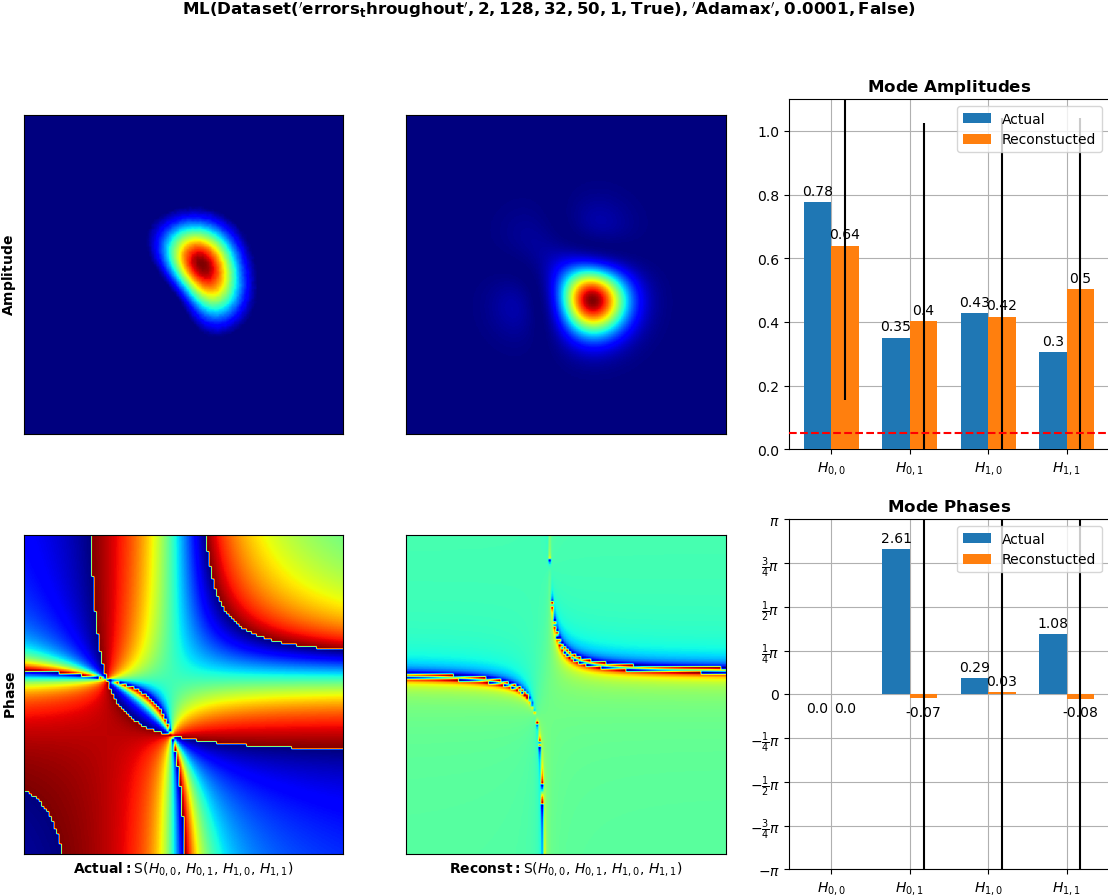 ML(Dataset('errors_throughout', 2, 128, 32, 50, 1, True), 'Adamax', 0.0001, False)
Amplitude
Mode Amplitudes
Actual
Reconstucted
1.0
0.8
0.6
0.4
0.2
0.0
0.78
0.64
0.35
0.4
0.43
0.42
0.3
0.5
H0,0
H0,1
H1,0
H1,1
Phase
Actual: S(H0,0, H0,1, H1,0, H1,1)
Reconst: S(H0,0, H0,1, H1,0, H1,1)
Mode Phases
Actual
Reconstucted
π
3/4π
1/2π
1/4π
0
−1/4π
−1/2π
−3/4π
−π
0.0
0.0
2.61
-0.07
0.29
0.03
1.08
-0.08
H0,0
H0,1
H1,0
H1,1